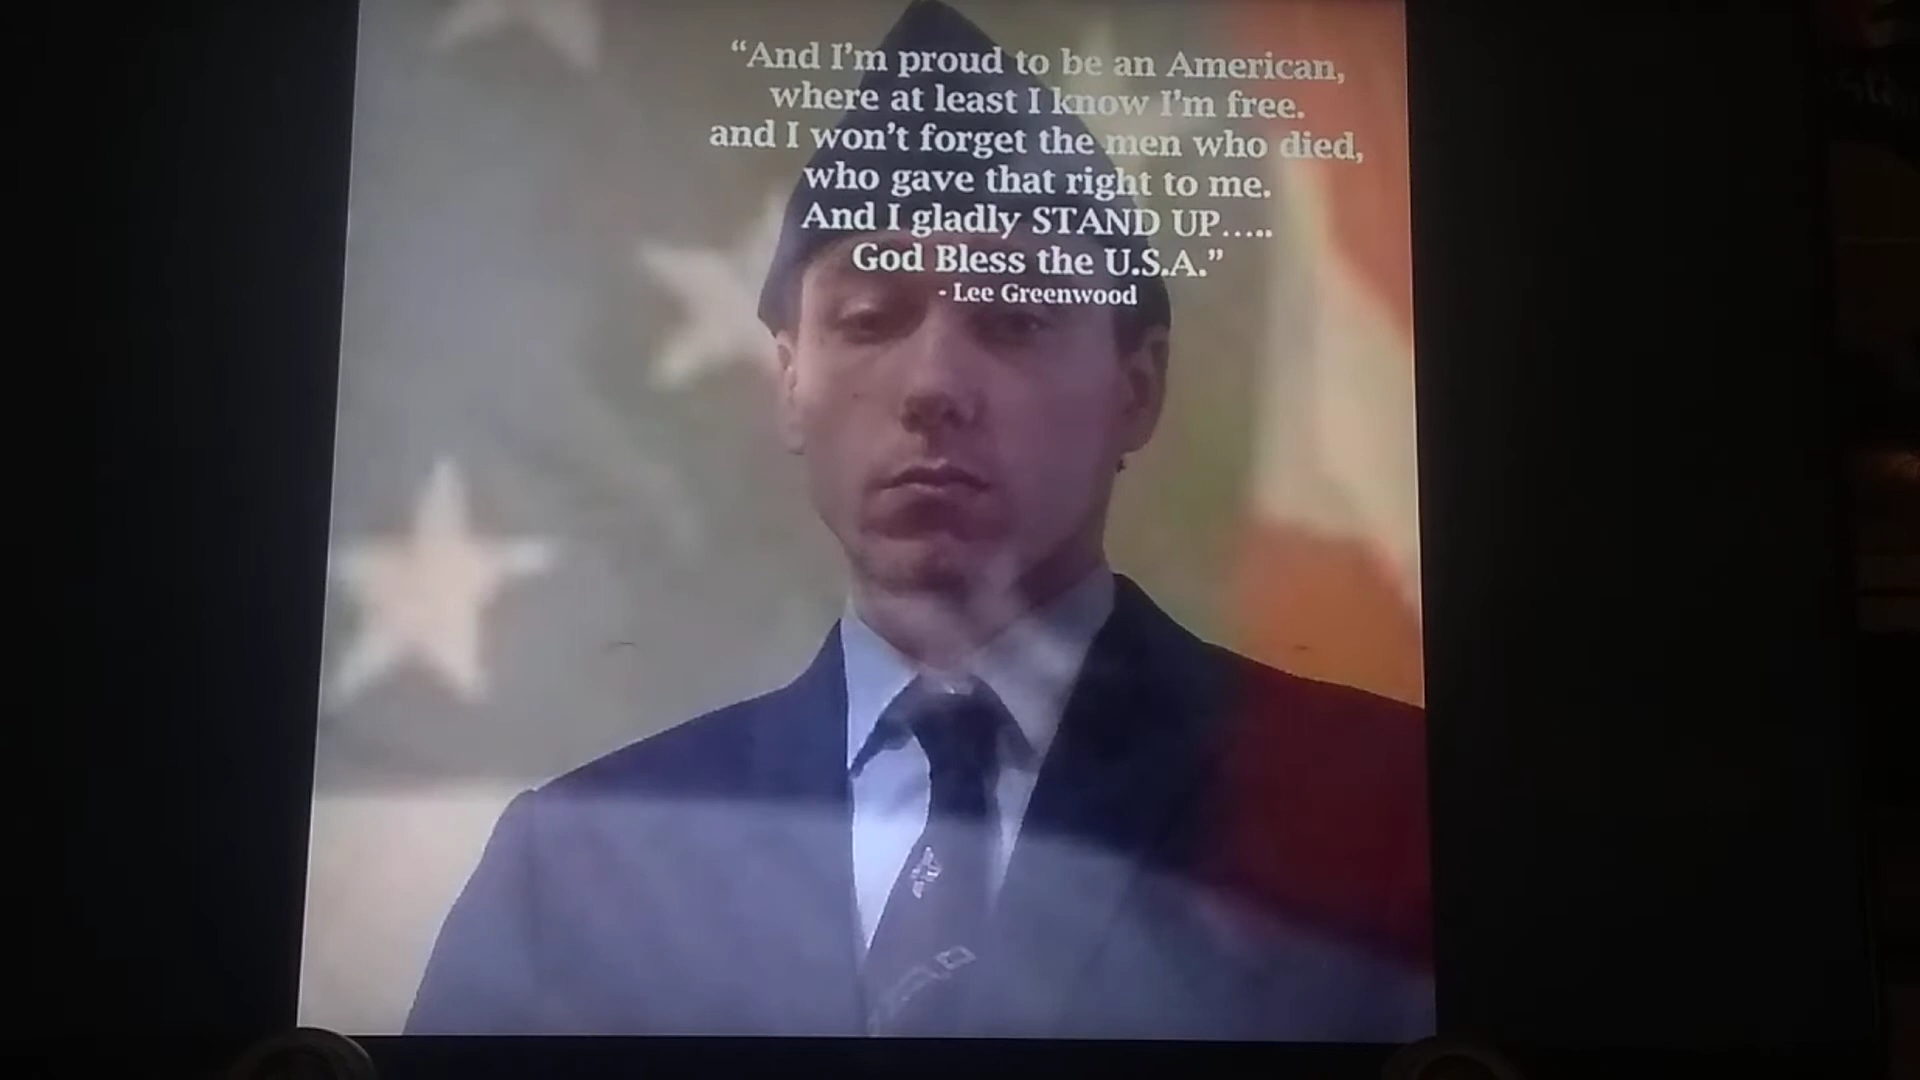 “And I’m proud to be an American,
where at least I know I’m free.
and I won’t forget the men who died,
who gave that right to me.
And I gladly STAND UP…..
God Bless the U.S.A.”
- Lee Greenwood